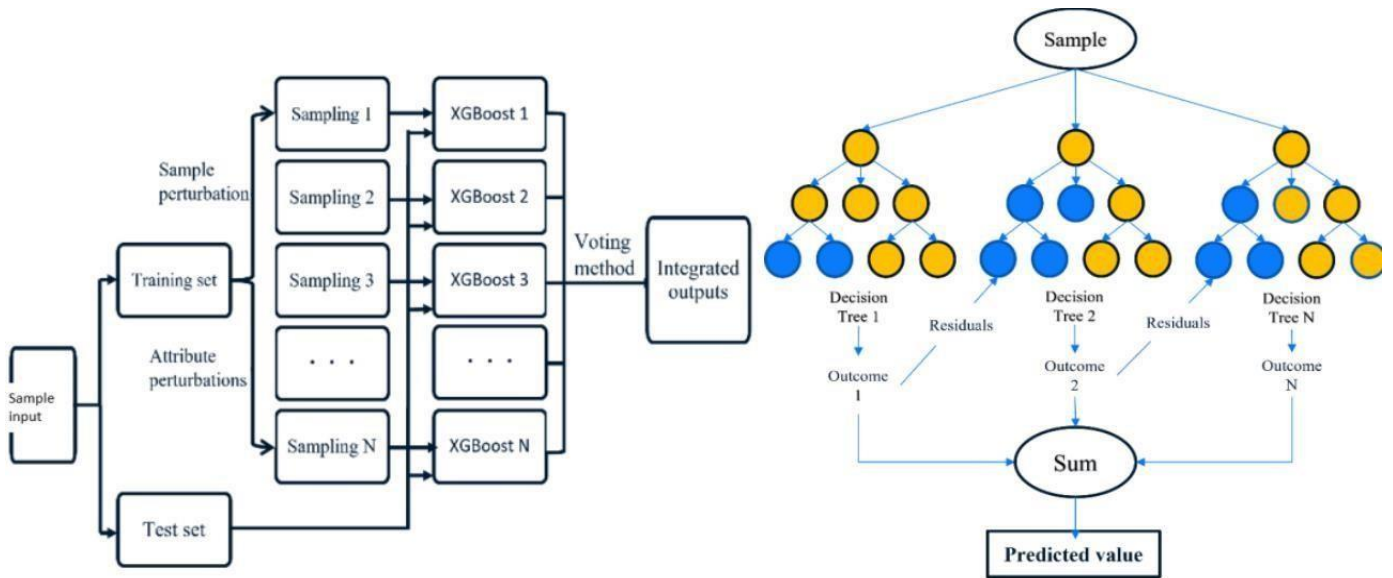 Sample
input
Training set
Test set
Sample
perturbation
Attribute
perturbations
Sampling 1
Sampling 2
Sampling 3
. . .
Sampling N
XGBoost 1
XGBoost 2
XGBoost 3
. . .
XGBoost N
Voting
method
Integrated
outputs
Sample
Decision
Tree 1
Residuals
Decision
Tree 2
Residuals
Decision
Tree N
Outcome
1
Outcome
2
Outcome
N
Sum
Predicted value